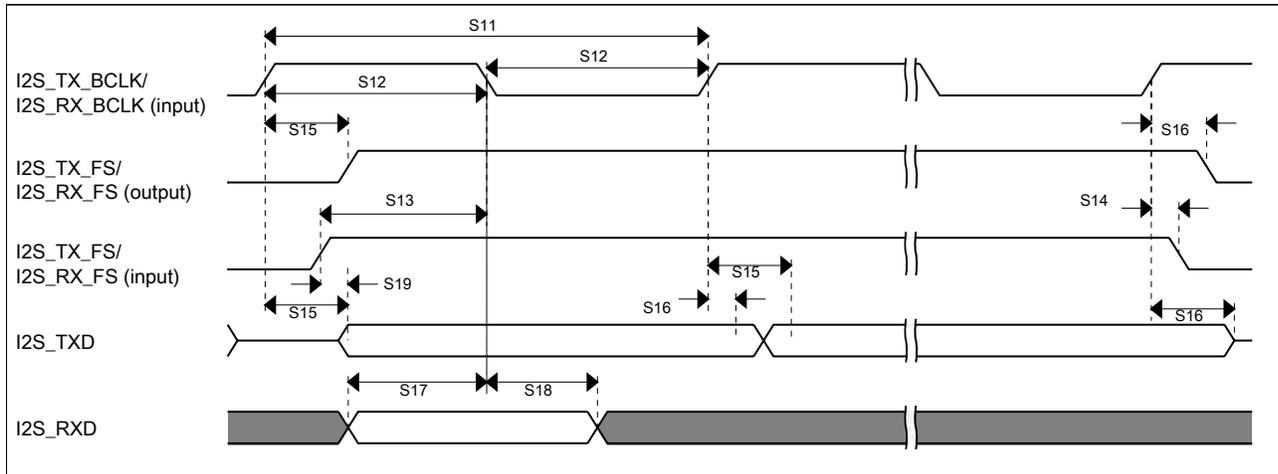 S11
I2S_TX_BCLK/
I2S_RX_BCLK (input)
S12
S12
S15
S16
I2S_TX_FS/
I2S_RX_FS (output)
S13
S14
I2S_TX_FS/
I2S_RX_FS (input)
S15
S19
S15
S16
S16
I2S_TXD
S17
S18
I2S_RXD